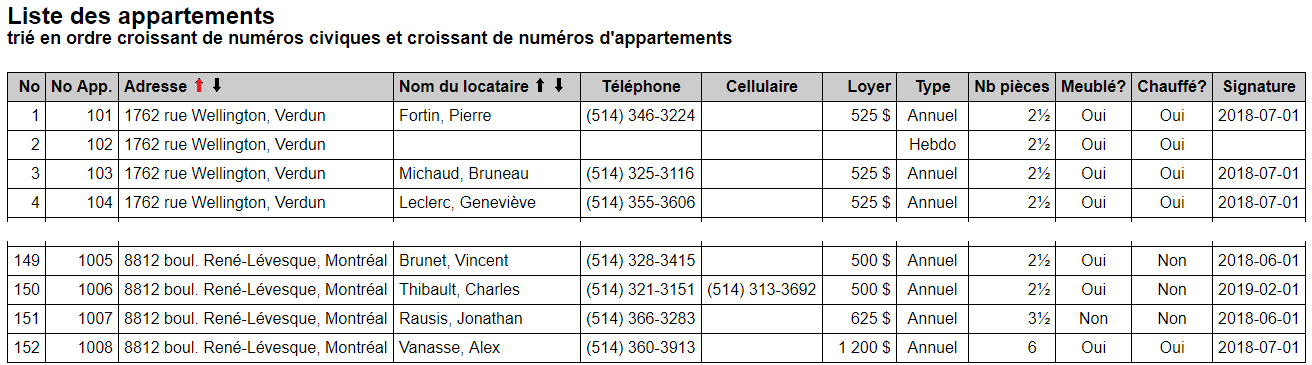 Liste des appartements
trié en ordre croissant de numéros civiques et croissant de numéros d'appartements
No No App. Adresse ↑ ↓ Nom du locataire ↑ ↓ Téléphone Cellulaire Loyer Type Nb pièces Meublé? Chauffé? Signature
1 101 1762 rue Wellington, Verdun Fortin, Pierre (514) 346-3224 525 $ Annuel 2½ Oui Oui 2018-07-01
2 102 1762 rue Wellington, Verdun Hebdo 2½ Oui Oui
3 103 1762 rue Wellington, Verdun Michaud, Bruneau (514) 325-3116 525 $ Annuel 2½ Oui Oui 2018-07-01
4 104 1762 rue Wellington, Verdun Leclerc, Geneviève (514) 355-3606 525 $ Annuel 2½ Oui Oui 2018-07-01
149 1005 8812 boul. René-Lévesque, Montréal Brunet, Vincent (514) 328-3415 500 $ Annuel 2½ Oui Non 2018-06-01
150 1006 8812 boul. René-Lévesque, Montréal Thibault, Charles (514) 321-3151 (514) 313-3692 500 $ Annuel 2½ Oui Non 2019-02-01
151 1007 8812 boul. René-Lévesque, Montréal Rausis, Jonathan (514) 366-3283 625 $ Annuel 3½ Non Non 2018-06-01
152 1008 8812 boul. René-Lévesque, Montréal Vanasse, Alex (514) 360-3913 1 200 $ Annuel 6 Oui Oui 2018-07-01